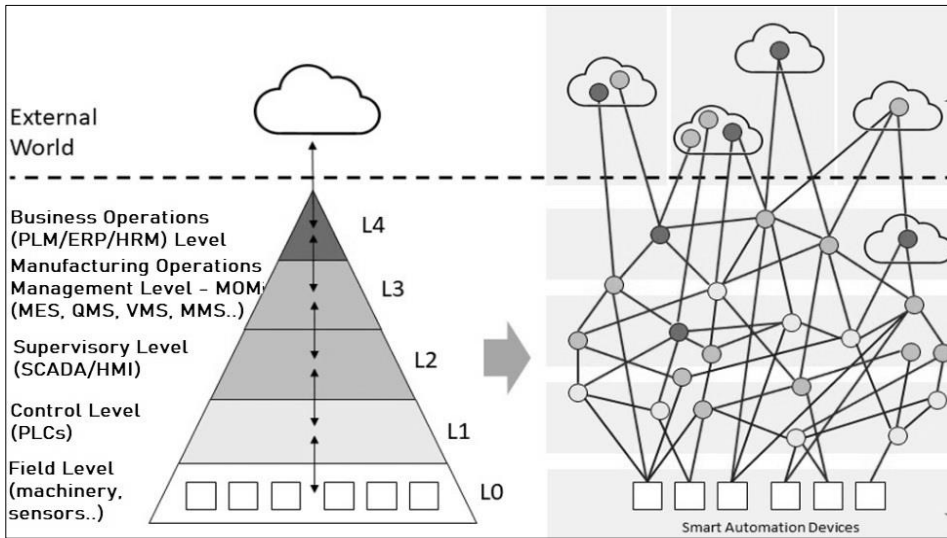 External
World
Business Operations
(PLM/ERP/HRM) Level
L4
Manufacturing Operations
Management Level - MOM
(MES, QMS, VMS, MMS..)
L3
Supervisory Level
(SCADA/HMI)
L2
Control Level
(PLCs)
L1
Field Level
(machinery,
sensors..)
L0
Smart Automation Devices